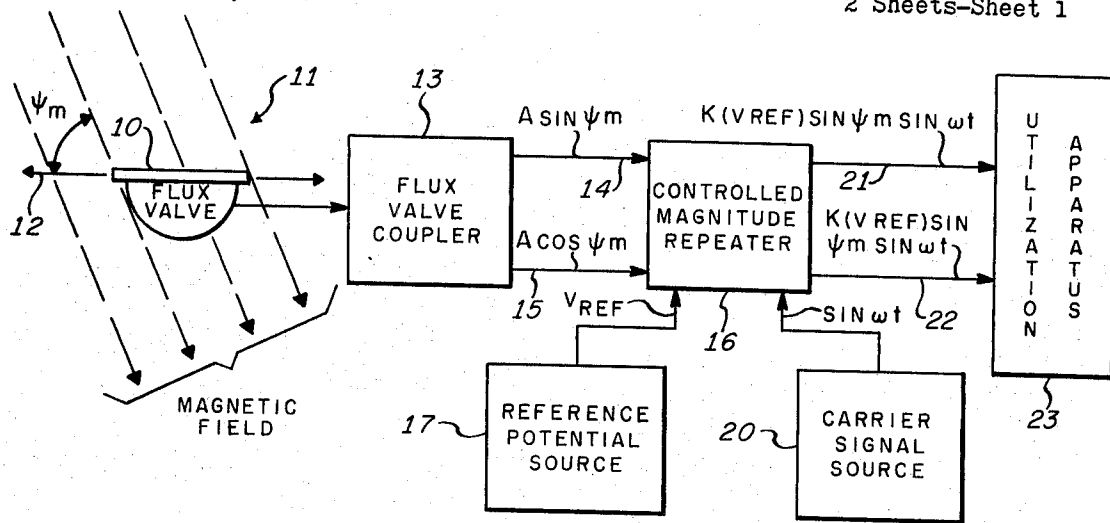 2 Sheets-Sheet 1
11
ψm
10
12
FLUX
VALVE
MAGNETIC
FIELD
13
FLUX
VALVE
COUPLER
A SIN ψm
14
A COS ψm
15
VREF
CONTROLLED
MAGNITUDE
REPEATER
16
SIN ωt
K(VREF)SIN ψm SIN ωt
21
K(VREF)SIN
ψm SIN ωt
22
UTILIZATION
APPARATUS
23
17
REFERENCE
POTENTIAL
SOURCE
20
CARRIER
SIGNAL
SOURCE